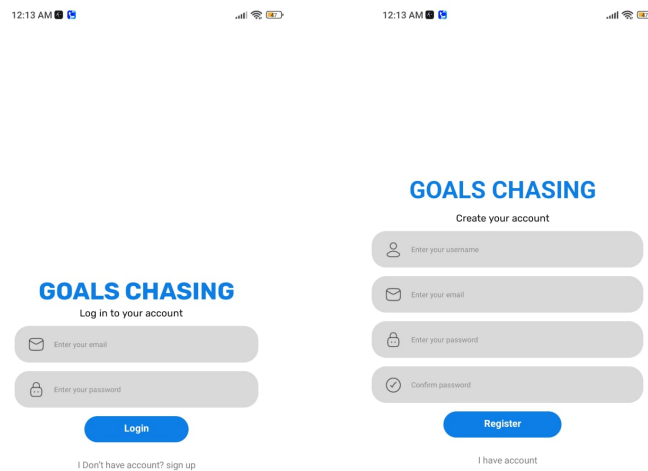 12:13 AM
GOALS CHASING
Log in to your account
Enter your email
Enter your password
Login
I Don't have account? sign up
12:13 AM
GOALS CHASING
Create your account
Enter your username
Enter your email
Enter your password
Confirm password
Register
I have account